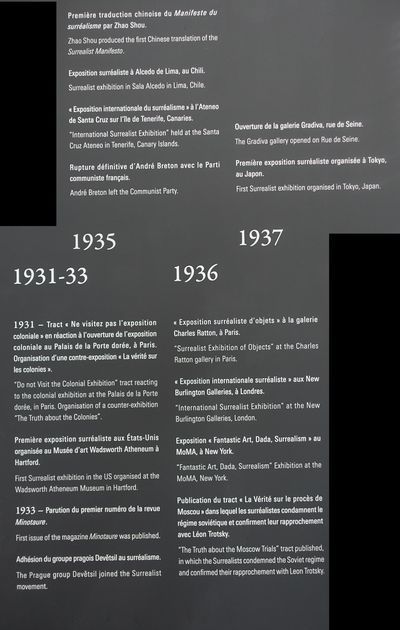 Première traduction chinoise du Manifeste du
surréalisme par Zhao Shou.
Zhao Shou produced the first Chinese translation of the
Surrealist Manifesto.
Exposition surréaliste à Alcedo de Lima, au Chili.
Surrealist exhibition in Sala Alcedo in Lima, Chile.
« Exposition internationale du surréalisme » à l'Ateneo
de Santa Cruz sur l'île de Tenerife, Canaries.
"International Surrealist Exhibition" held at the Santa
Cruz Ateneo in Tenerife, Canary Islands.
Rupture définitive d'André Breton avec le Parti
communiste français.
André Breton left the Communist Party.
1935
Ouverture de la galerie Gradiva, rue de Seine.
The Gradiva gallery opened on Rue de Seine.
Première exposition surréaliste organisée à Tokyo,
au Japon.
First Surrealist exhibition organised in Tokyo, Japan.
1937
1931-33
1931 – Tract « Ne visitez pas l'exposition
coloniale » en réaction à l'ouverture de l'exposition
coloniale au Palais de la Porte dorée, à Paris.
Organisation d'une contre-exposition « La vérité sur
les colonies ».
"Do not Visit the Colonial Exhibition" tract reacting
to the colonial exhibition at the Palais de la Porte
dorée, in Paris. Organisation of a counter-exhibition
"The Truth about the Colonies".
Première exposition surréaliste aux États-Unis
organisée au Musée d'art Wadsworth Atheneum à
Hartford.
First Surrealist exhibition in the US organised at the
Wadsworth Atheneum Museum in Hartford.
1933 – Parution du premier numéro de la revue
Minotaure.
First issue of the magazine Minotaure was published.
Adhésion du groupe pragois Devětsil au surréalisme.
The Prague group Devětsil joined the Surrealist
movement.
1936
« Exposition surréaliste d'objets » à la galerie
Charles Ratton, à Paris.
"Surrealist Exhibition of Objects" at the Charles
Ratton gallery in Paris.
« Exposition internationale surréaliste » aux New
Burlington Galleries, à Londres.
"International Surrealist Exhibition" at the New
Burlington Galleries, London.
Exposition « Fantastic Art, Dada, Surrealism » au
MoMA, à New York.
"Fantastic Art, Dada, Surrealism" Exhibition at the
MoMA, in New York.
Publication du tract « La Vérité sur le procès de
Moscou » dans lequel les surréalistes condamnent le
régime soviétique et confirment leur rapprochement
avec Léon Trotsky.
"The Truth about the Moscow Trials" tract published,
in which the Surrealists condemned the Soviet regime
and confirmed their rapprochement with Leon Trotsky.